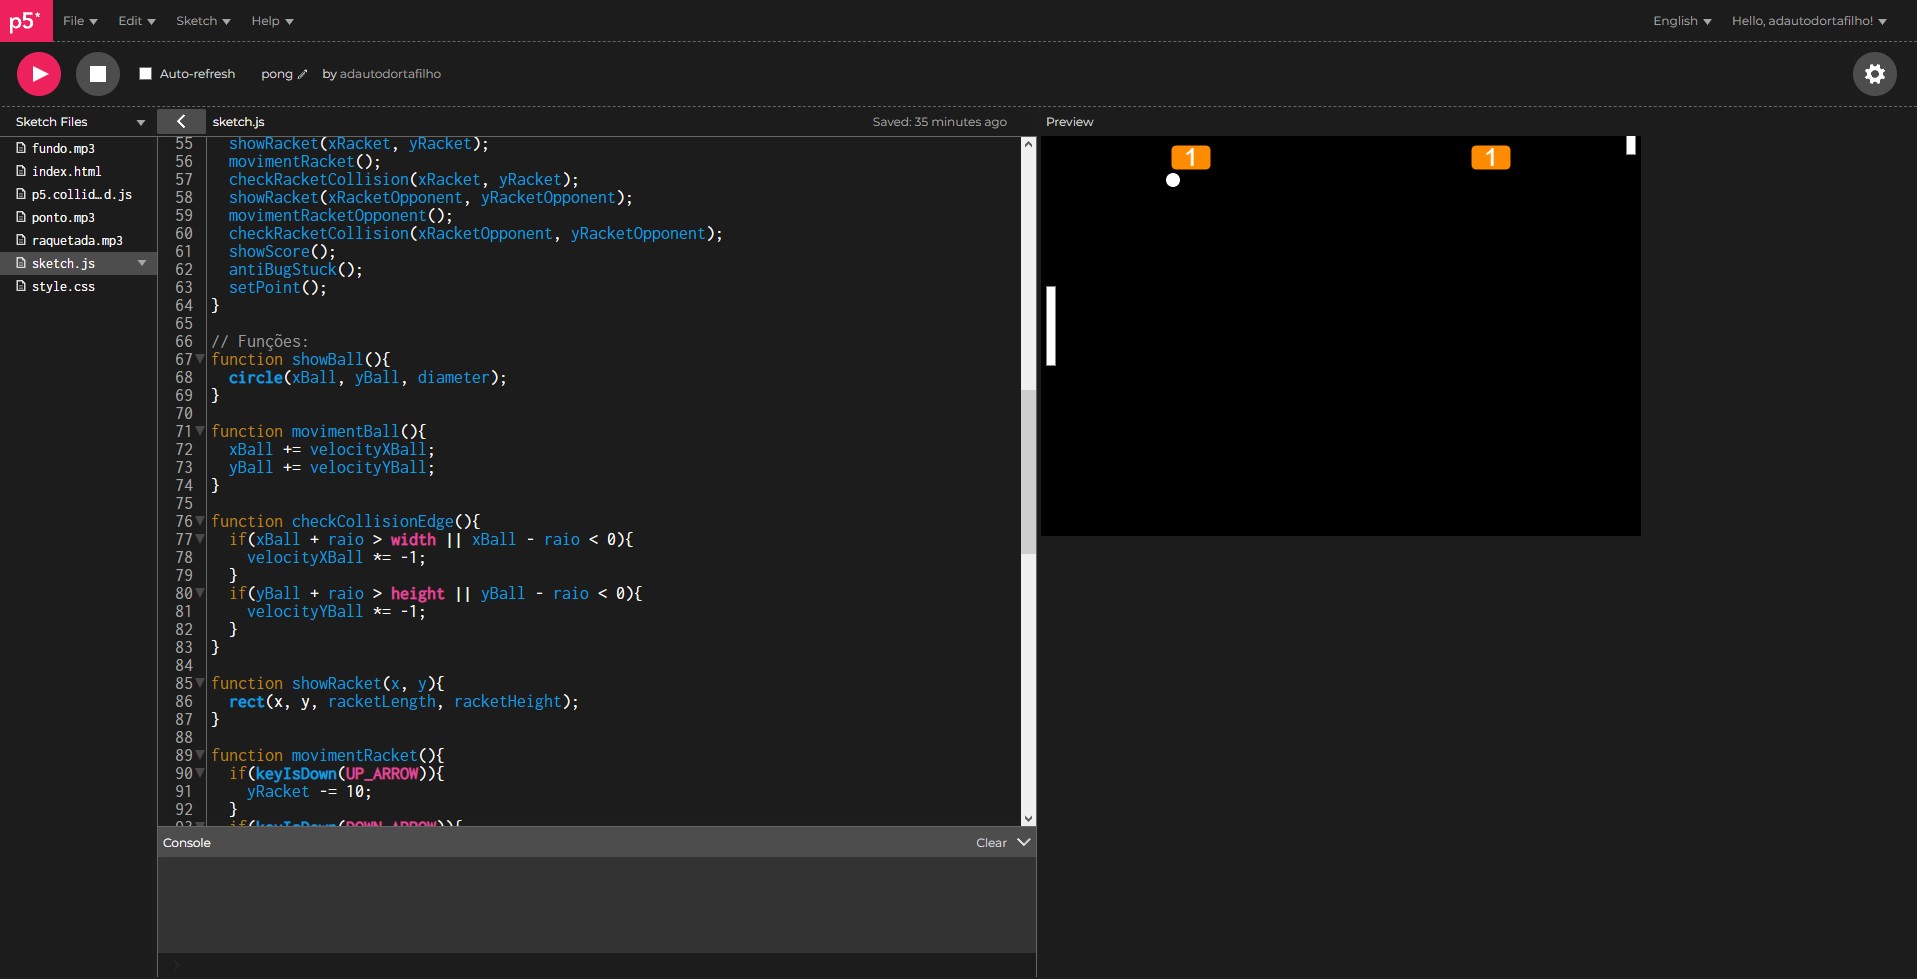 p5*
File Edit Sketch Help English Hello, adautodortafilho!
Auto-refresh pong by adautodortafilho
Sketch Files
fundo.mp3
index.html
p5.collid…d.js
ponto.mp3
raquetada.mp3
sketch.js
style.css
sketch.js Saved: 35 minutes ago
55 showRacket(xRacket, yRacket);
56 movimentRacket();
57 checkRacketCollision(xRacket, yRacket);
58 showRacket(xRacketOpponent, yRacketOpponent);
59 movimentRacketOpponent();
60 checkRacketCollision(xRacketOpponent, yRacketOpponent);
61 showScore();
62 antiBugStuck();
63 setPoint();
64 }
65
66 // Funções:
67 function showBall(){
68 circle(xBall, yBall, diameter);
69 }
70
71 function movimentBall(){
72 xBall += velocityXBall;
73 yBall += velocityYBall;
74 }
75
76 function checkCollisionEdge(){
77 if(xBall + raio > width || xBall - raio < 0){
78 velocityXBall *= -1;
79 }
80 if(yBall + raio > height || yBall - raio < 0){
81 velocityYBall *= -1;
82 }
83 }
84
85 function showRacket(x, y){
86 rect(x, y, racketLength, racketHeight);
87 }
88
89 function movimentRacket(){
90 if(keyIsDown(UP_ARROW)){
91 yRacket -= 10;
92 }
93 if(keyIsDown(DOWN_ARROW)){
Console Clear
Preview
1 1